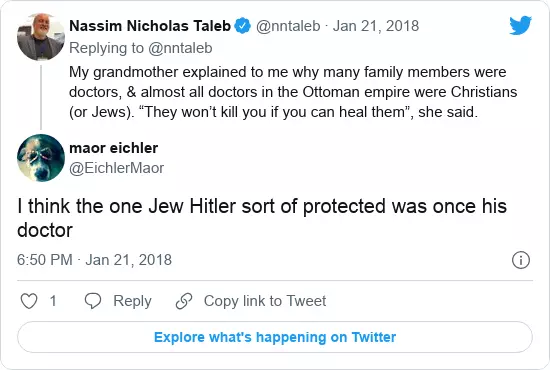 Nassim Nicholas Taleb @nntaleb · Jan 21, 2018
Replying to @nntaleb
My grandmother explained to me why many family members were
doctors, & almost all doctors in the Ottoman empire were Christians
(or Jews). “They won’t kill you if you can heal them”, she said.
maor eichler
@EichlerMaor
I think the one Jew Hitler sort of protected was once his
doctor
6:50 PM · Jan 21, 2018
1 Reply Copy link to Tweet
Explore what's happening on Twitter